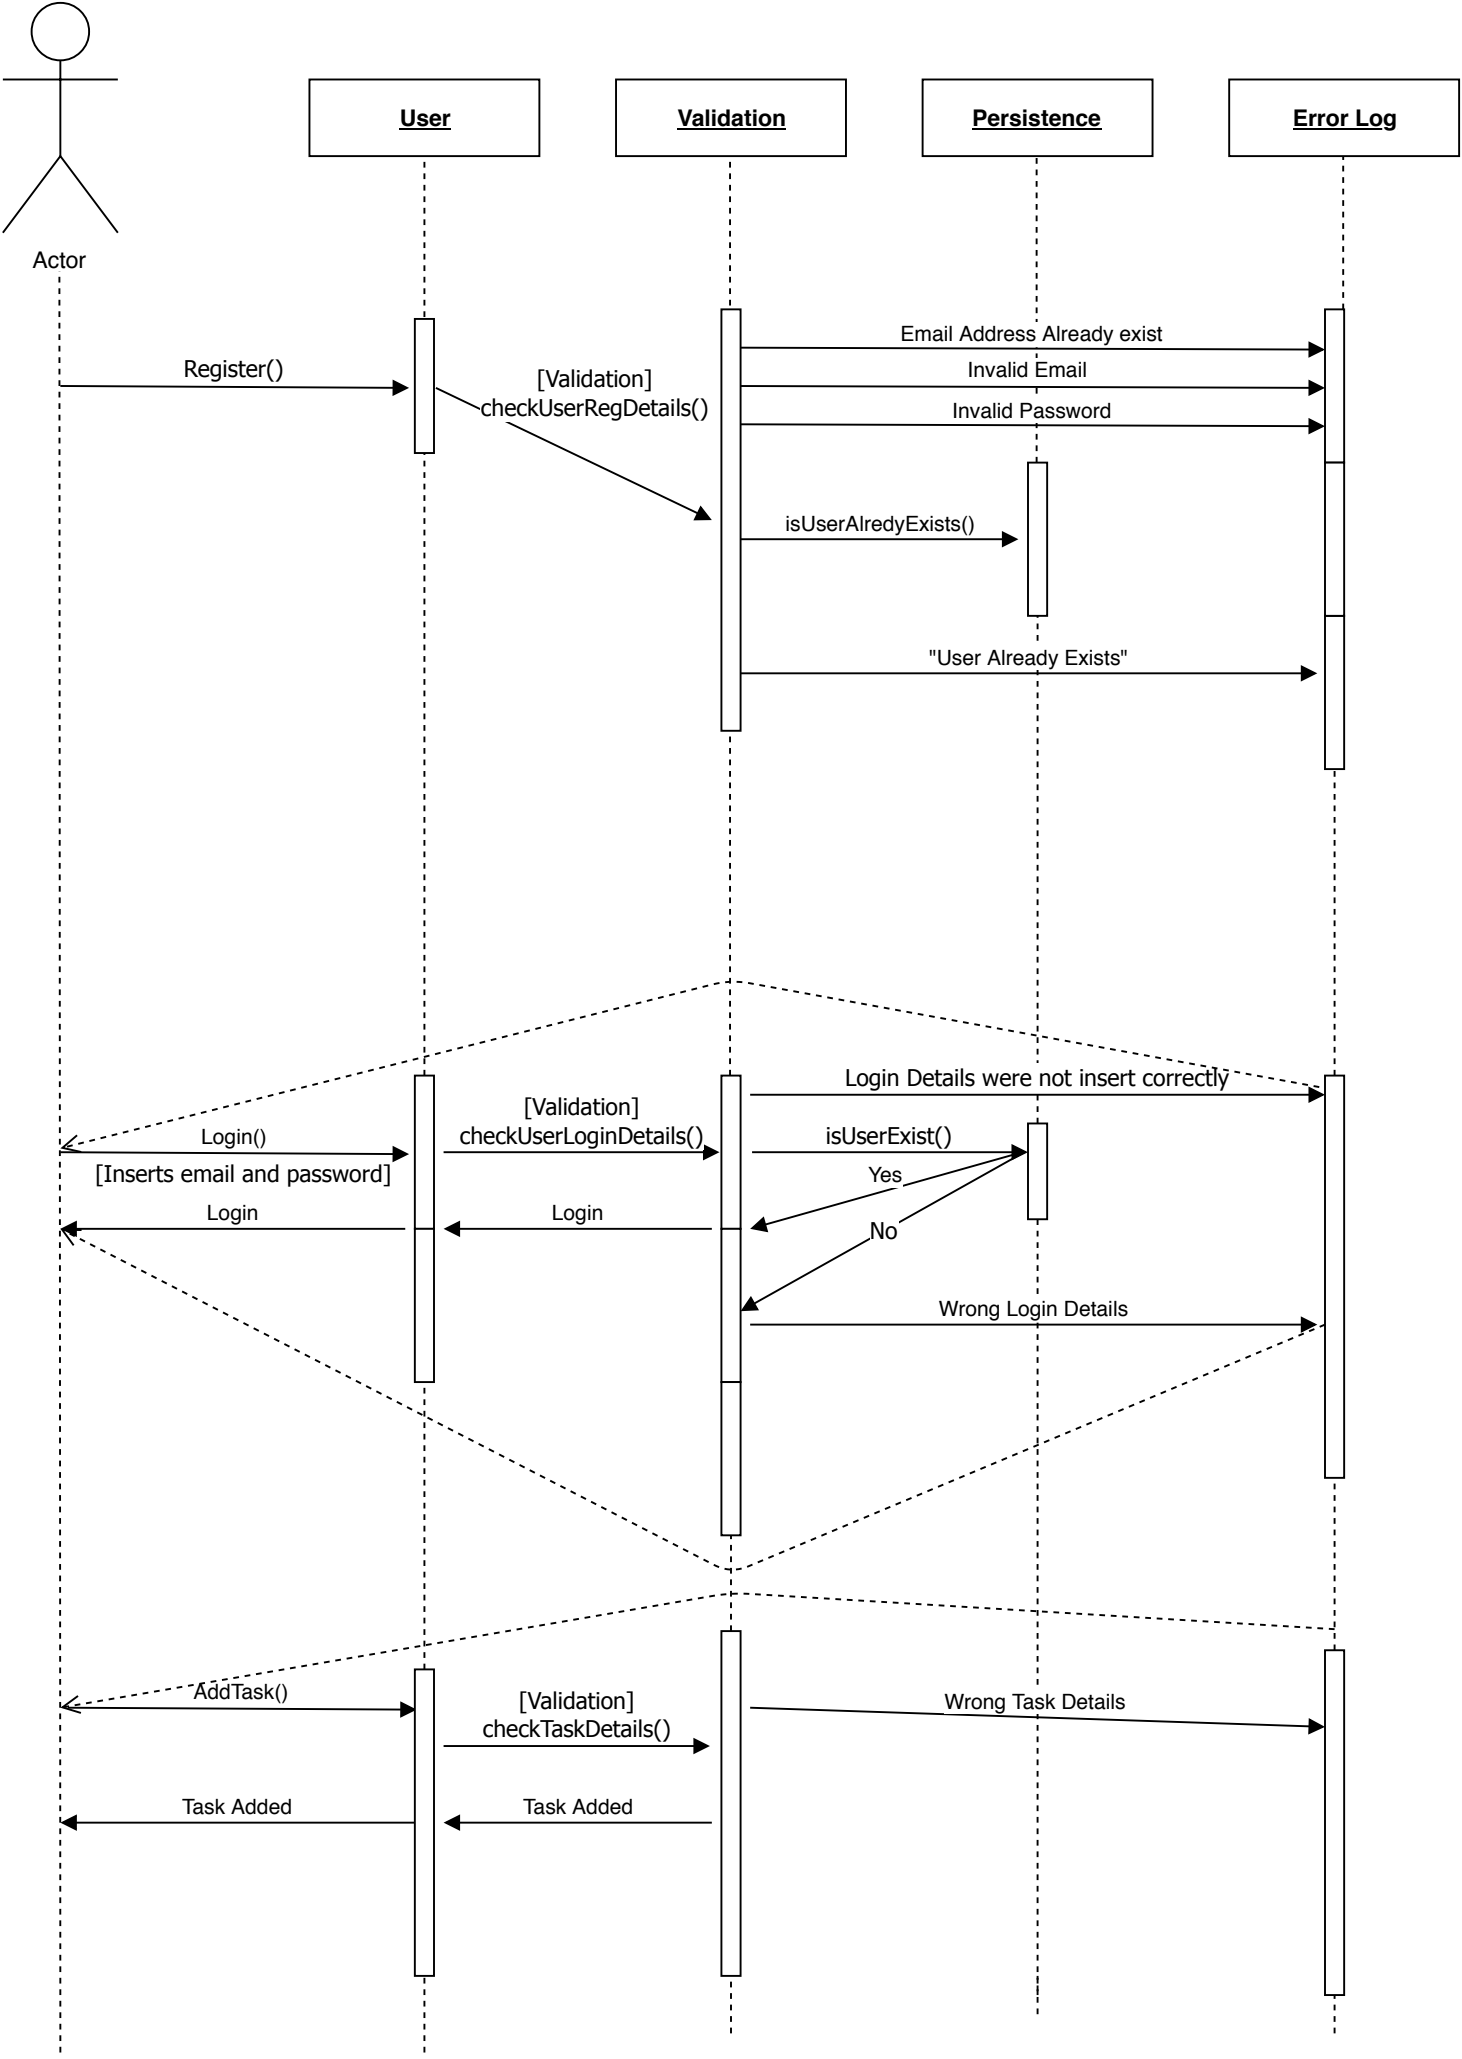 User
Validation
Persistence
Error Log
Actor
Email Address Already exist
Register()
[Validation]
checkUserRegDetails()
Invalid Email
Invalid Password
isUserAlredyExists()
"User Already Exists"
Login Details were not insert correctly
[Validation]
checkUserLoginDetails()
Login()
[Inserts email and password]
isUserExist()
Yes
Login
Login
No
Wrong Login Details
AddTask()
[Validation]
checkTaskDetails()
Wrong Task Details
Task Added
Task Added